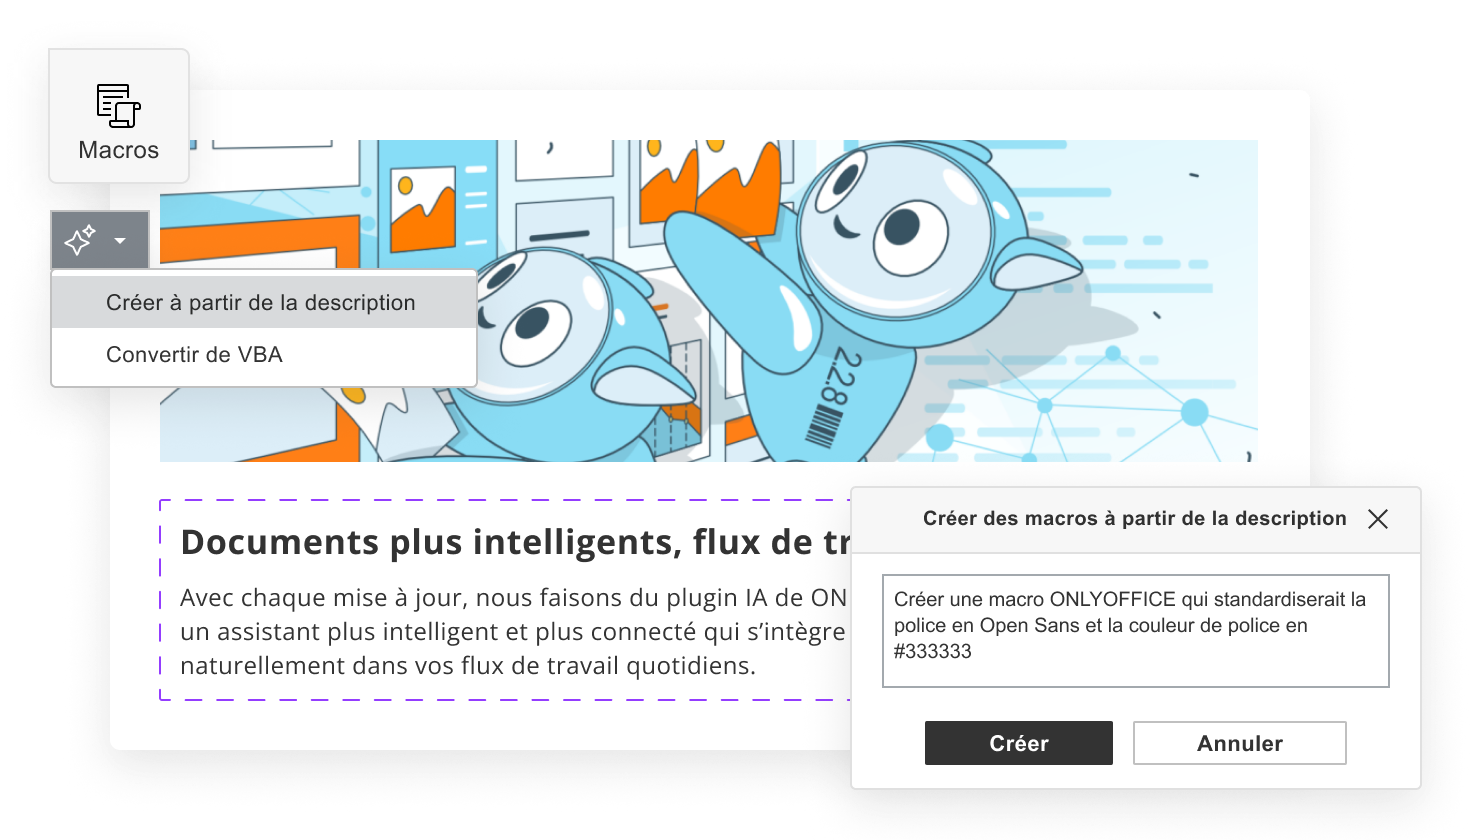 Macros
Créer à partir de la description
Convertir de VBA
2.2.8
Documents plus intelligents, flux de tr
Avec chaque mise à jour, nous faisons du plugin IA de ON
un assistant plus intelligent et plus connecté qui s’intègre
naturellement dans vos flux de travail quotidiens.
Créer des macros à partir de la description
Créer une macro ONLYOFFICE qui standardiserait la
police en Open Sans et la couleur de police en
#333333
Créer
Annuler